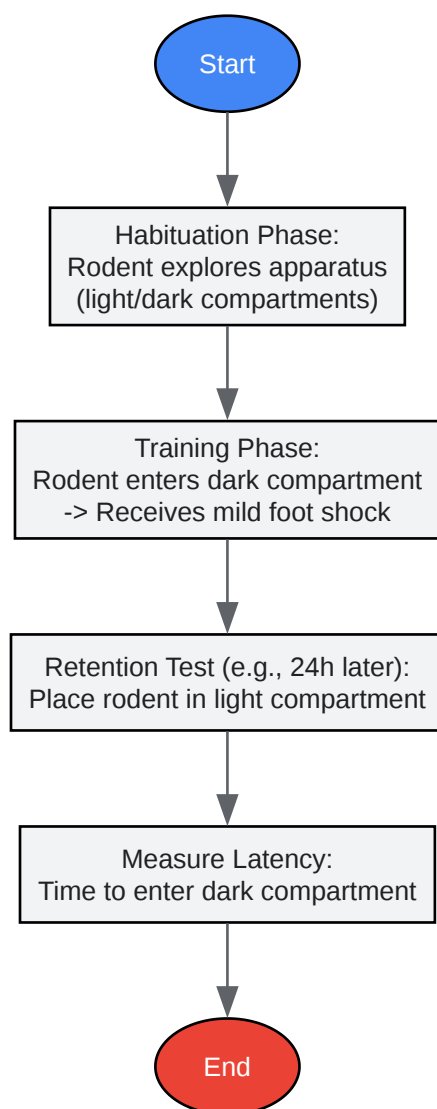 Start
Habituation Phase:
Rodent explores apparatus
(light/dark compartments)
Training Phase:
Rodent enters dark compartment
-> Receives mild foot shock
Retention Test (e.g., 24h later):
Place rodent in light compartment
Measure Latency:
Time to enter dark compartment
End